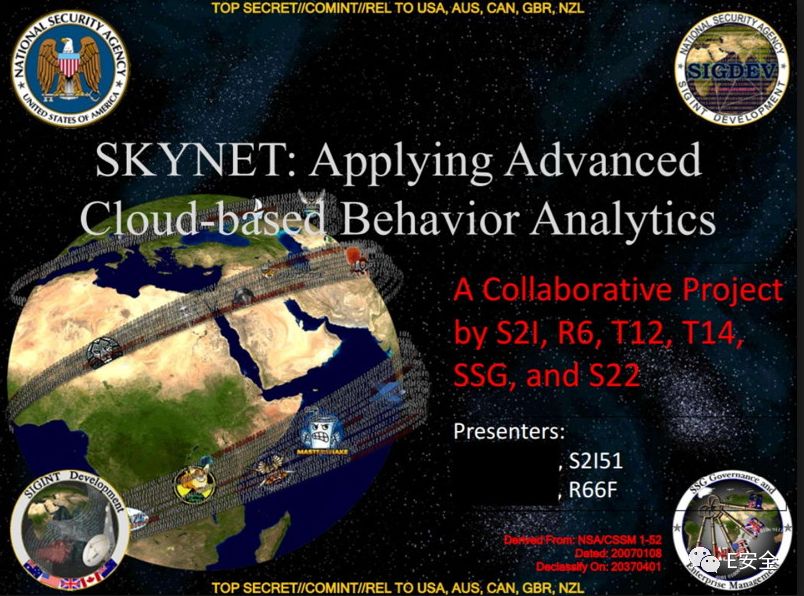 TOP SECRET//COMINT//REL TO USA, AUS, CAN, GBR, NZL
NATIONAL SECURITY AGENCY
UNITED STATES OF AMERICA
NATIONAL SECURITY AGENCY
SIGDEV
SIGINT DEVELOPMENT
SKYNET: Applying Advanced
Cloud-based Behavior Analytics
A Collaborative Project
by S2I, R6, T12, T14,
SSG, and S22
MASTERSHAKE
Presenters:
, S2I51
, R66F
SIGINT Development
SSG Governance and
Enterprise Management
Derived From: NSA/CSSM 1-52
Dated: 20070108
Declassify On: 20370401
E安全
TOP SECRET//COMINT//REL TO USA, AUS, CAN, GBR, NZL